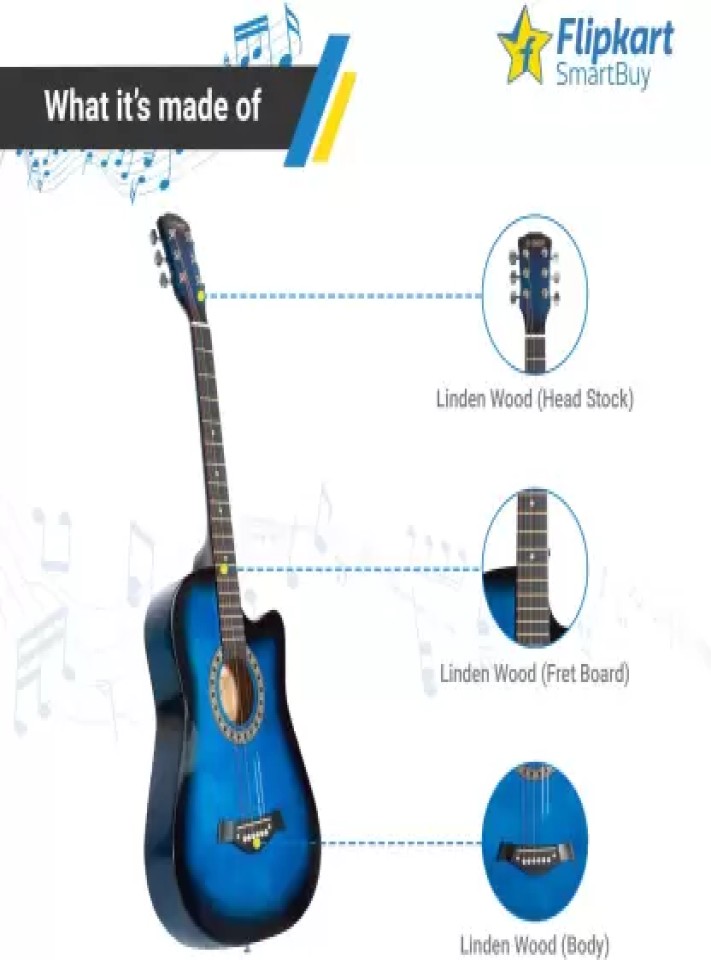 Flipkart
SmartBuy
What it's made of
Linden Wood (Head Stock)
Linden Wood (Fret Board)
Linden Wood (Body)